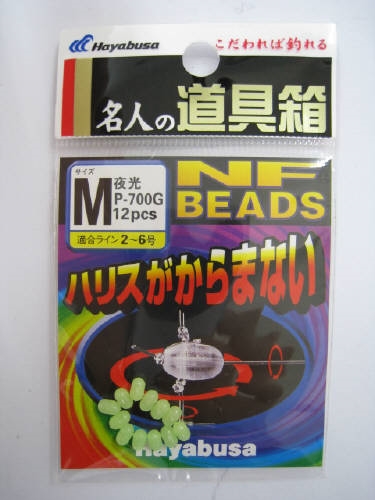 Hayabusa
こだわれば釣れる
名人の道具箱
サイズ
M
夜光
P-700G
12pcs
適合ライン2～6号
NF
BEADS
ハリスがからまない
Hayabusa